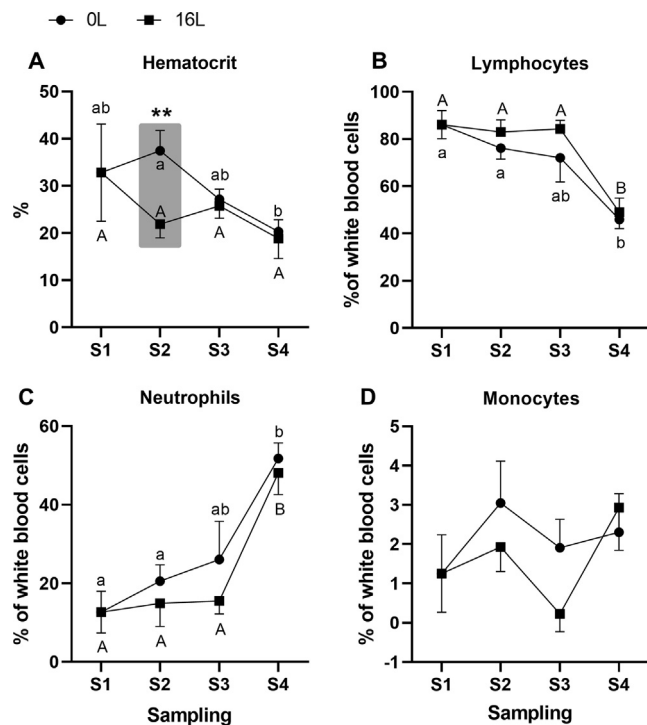 0L 16L
A Hematocrit
50
40
30
20
10
0
%
ab
**
a
ab
b
A
A
A
A
S1 S2 S3 S4
B Lymphocytes
100
80
60
40
20
0
%of white blood cells
A A A
B
a
a
ab
b
S1 S2 S3 S4
C Neutrophils
60
40
20
0
% of white blood cells
b
ab
a
a
B
A
A
A
S1 S2 S3 S4
Sampling
D Monocytes
5
4
3
2
1
0
-1
% of white blood cells
S1 S2 S3 S4
Sampling